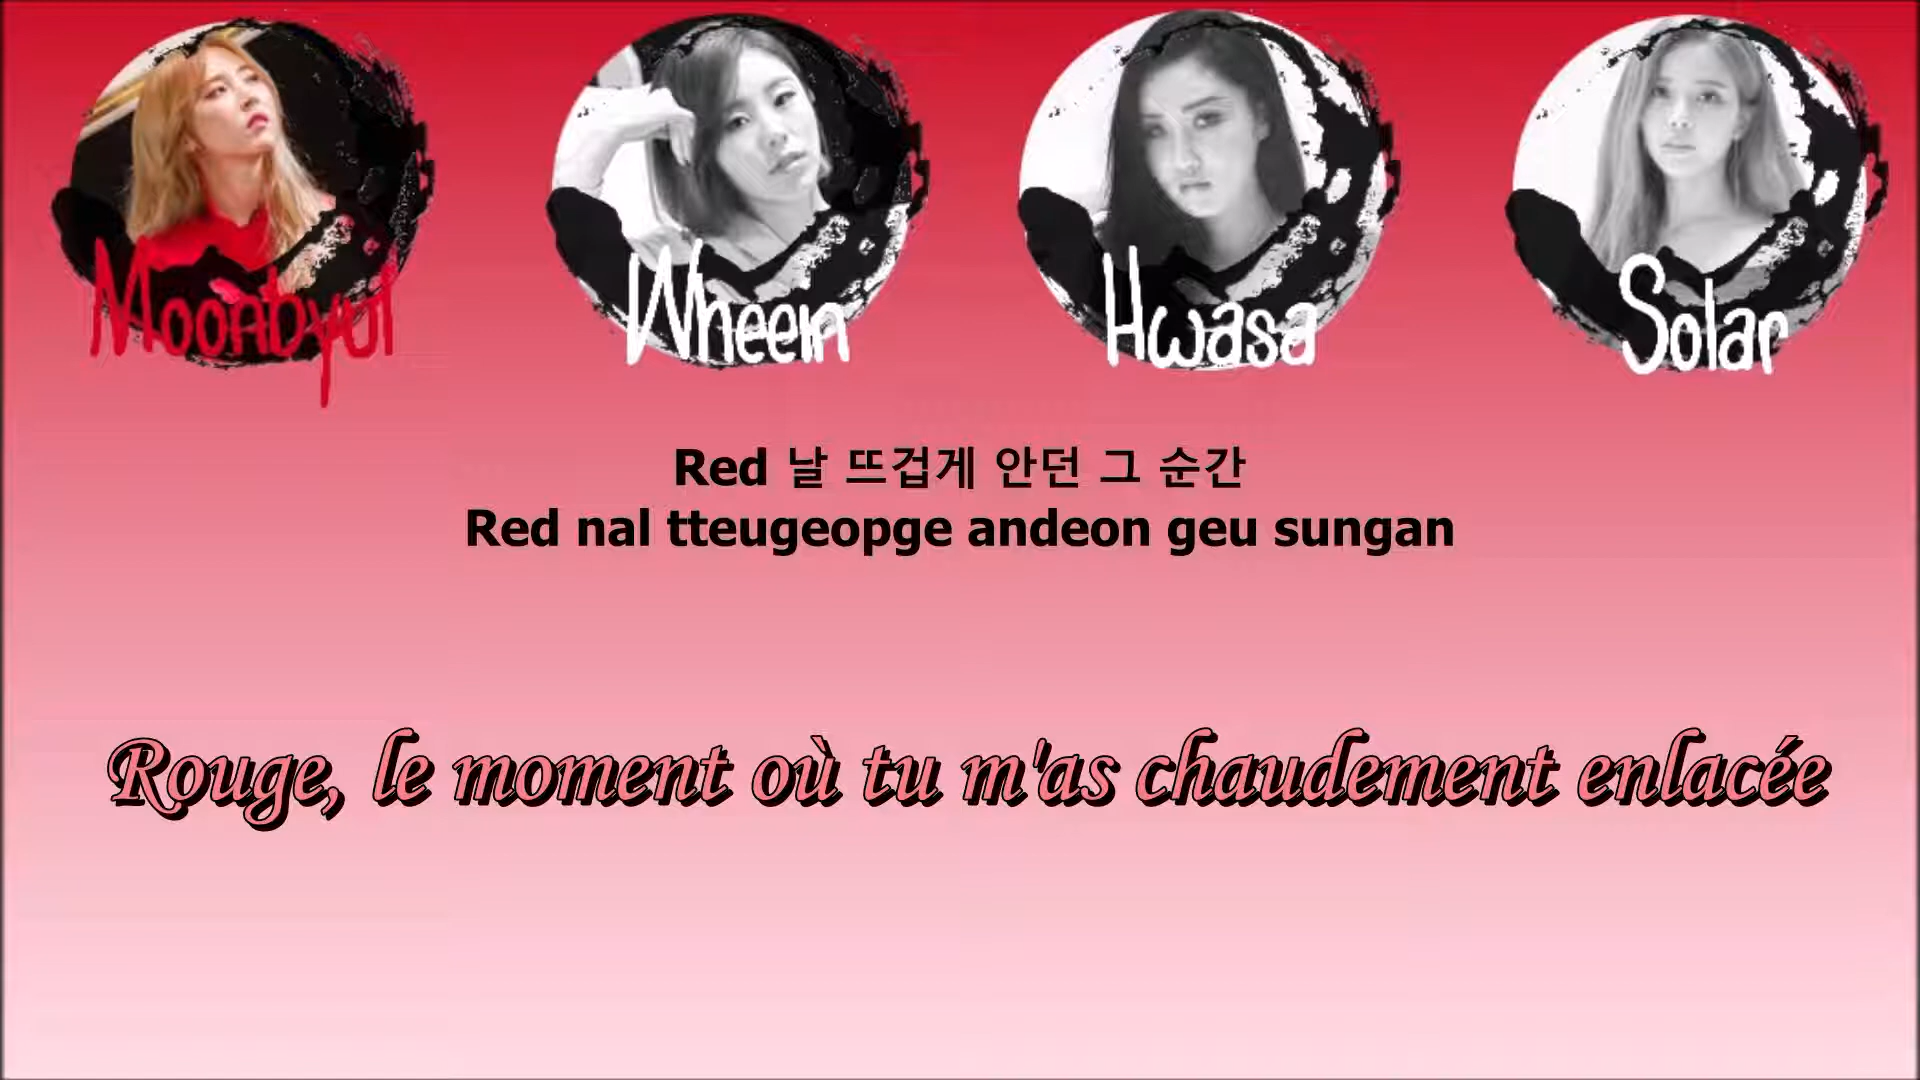 Moonbyul
Wheein
Hwasa
Solar
Red 날 뜨겁게 안던 그 순간
Red nal tteugeopge andeon geu sungan
Rouge, le moment où tu m'as chaudement enlacée